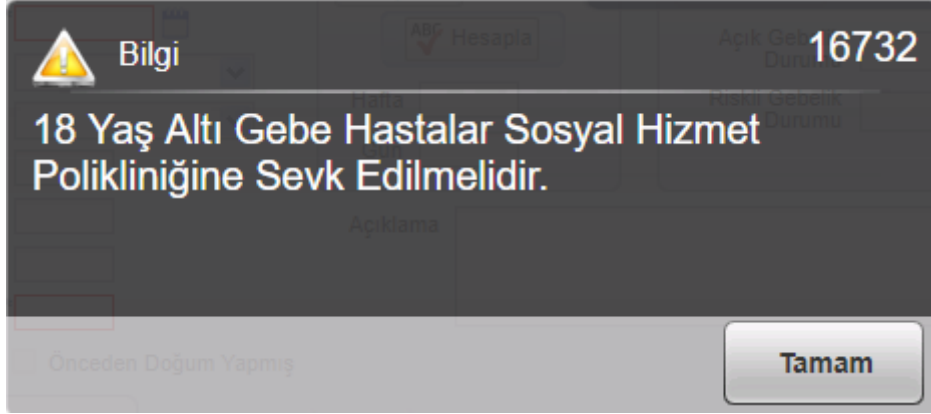 Bilgi
16732
18 Yaş Altı Gebe Hastalar Sosyal Hizmet
Polikliniğine Sevk Edilmelidir.
Tamam
Hesapla
Hafta
Riskli Gebelik
Durumu
Açıklama
Önceden Doğum Yapmış